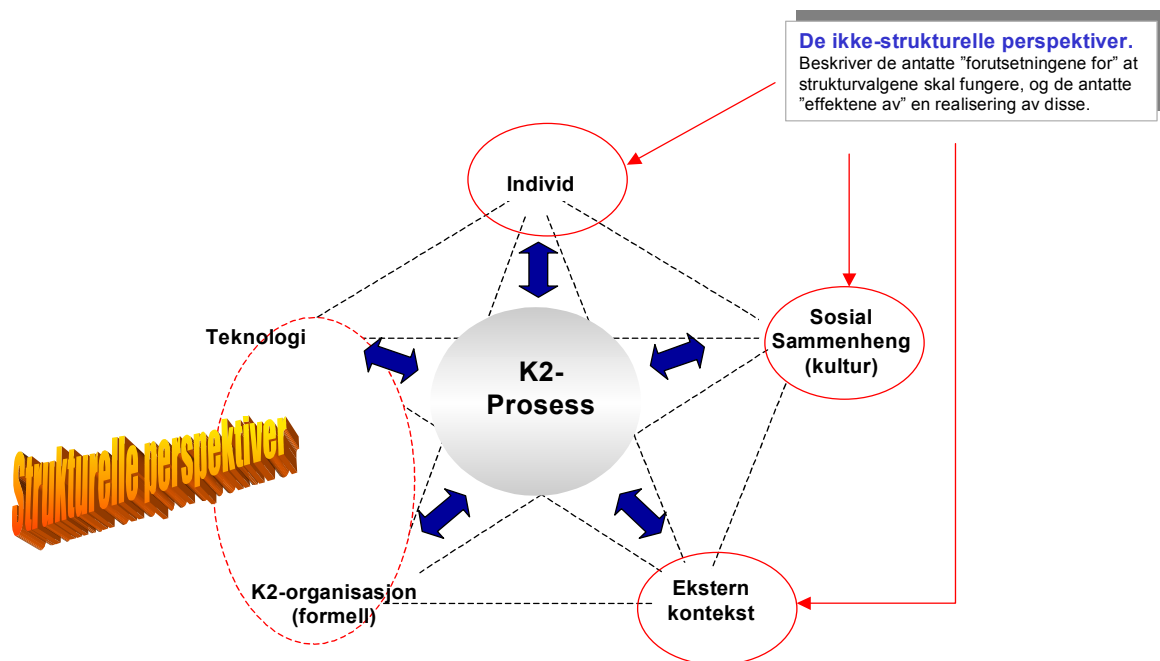 De ikke-strukturelle perspektiver.
Beskriver de antatte ”forutsetningene for” at
strukturvalgene skal fungere, og de antatte
”effektene av” en realisering av disse.
Individ
Teknologi
Sosial
Sammenheng
(kultur)
K2-
Prosess
Strukturelle perspektiver
K2-organisasjon
(formell)
Ekstern
kontekst